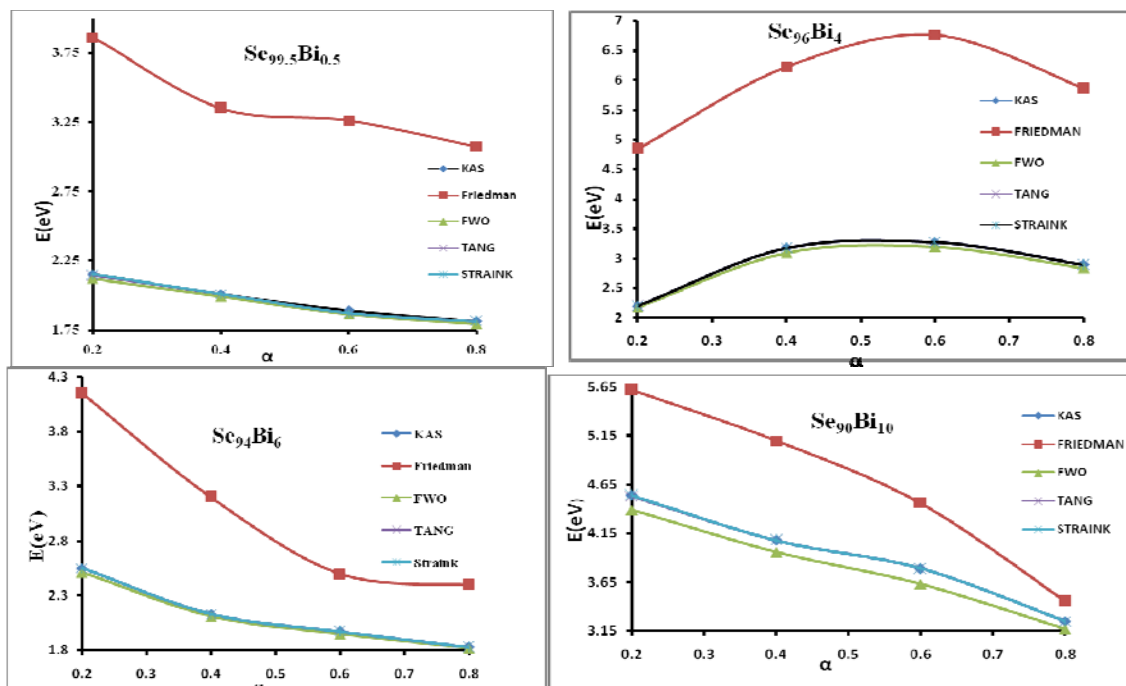 Se99.5Bi0.5
3.75
3.25
2.75
2.25
1.75
E(eV)
0.2 0.4 0.6 0.8
α
KAS
Friedman
FWO
TANG
STRAINK
Se96Bi4
7
6.5
6
5.5
5
4.5
4
3.5
3
2.5
2
E(eV)
0.2 0.3 0.4 0.5 0.6 0.7 0.8
α
KAS
FRIEDMAN
FWO
TANG
STRAINK
Se94Bi6
4.3
3.8
3.3
2.8
2.3
1.8
E(eV)
0.2 0.3 0.4 0.5 0.6 0.7 0.8
KAS
Friedman
FWO
TANG
Straink
Se90Bi10
5.65
5.15
4.65
4.15
3.65
3.15
E(eV)
0.2 0.3 0.4 0.5 0.6 0.7 0.8
α
KAS
FRIEDMAN
FWO
TANG
STRAINK